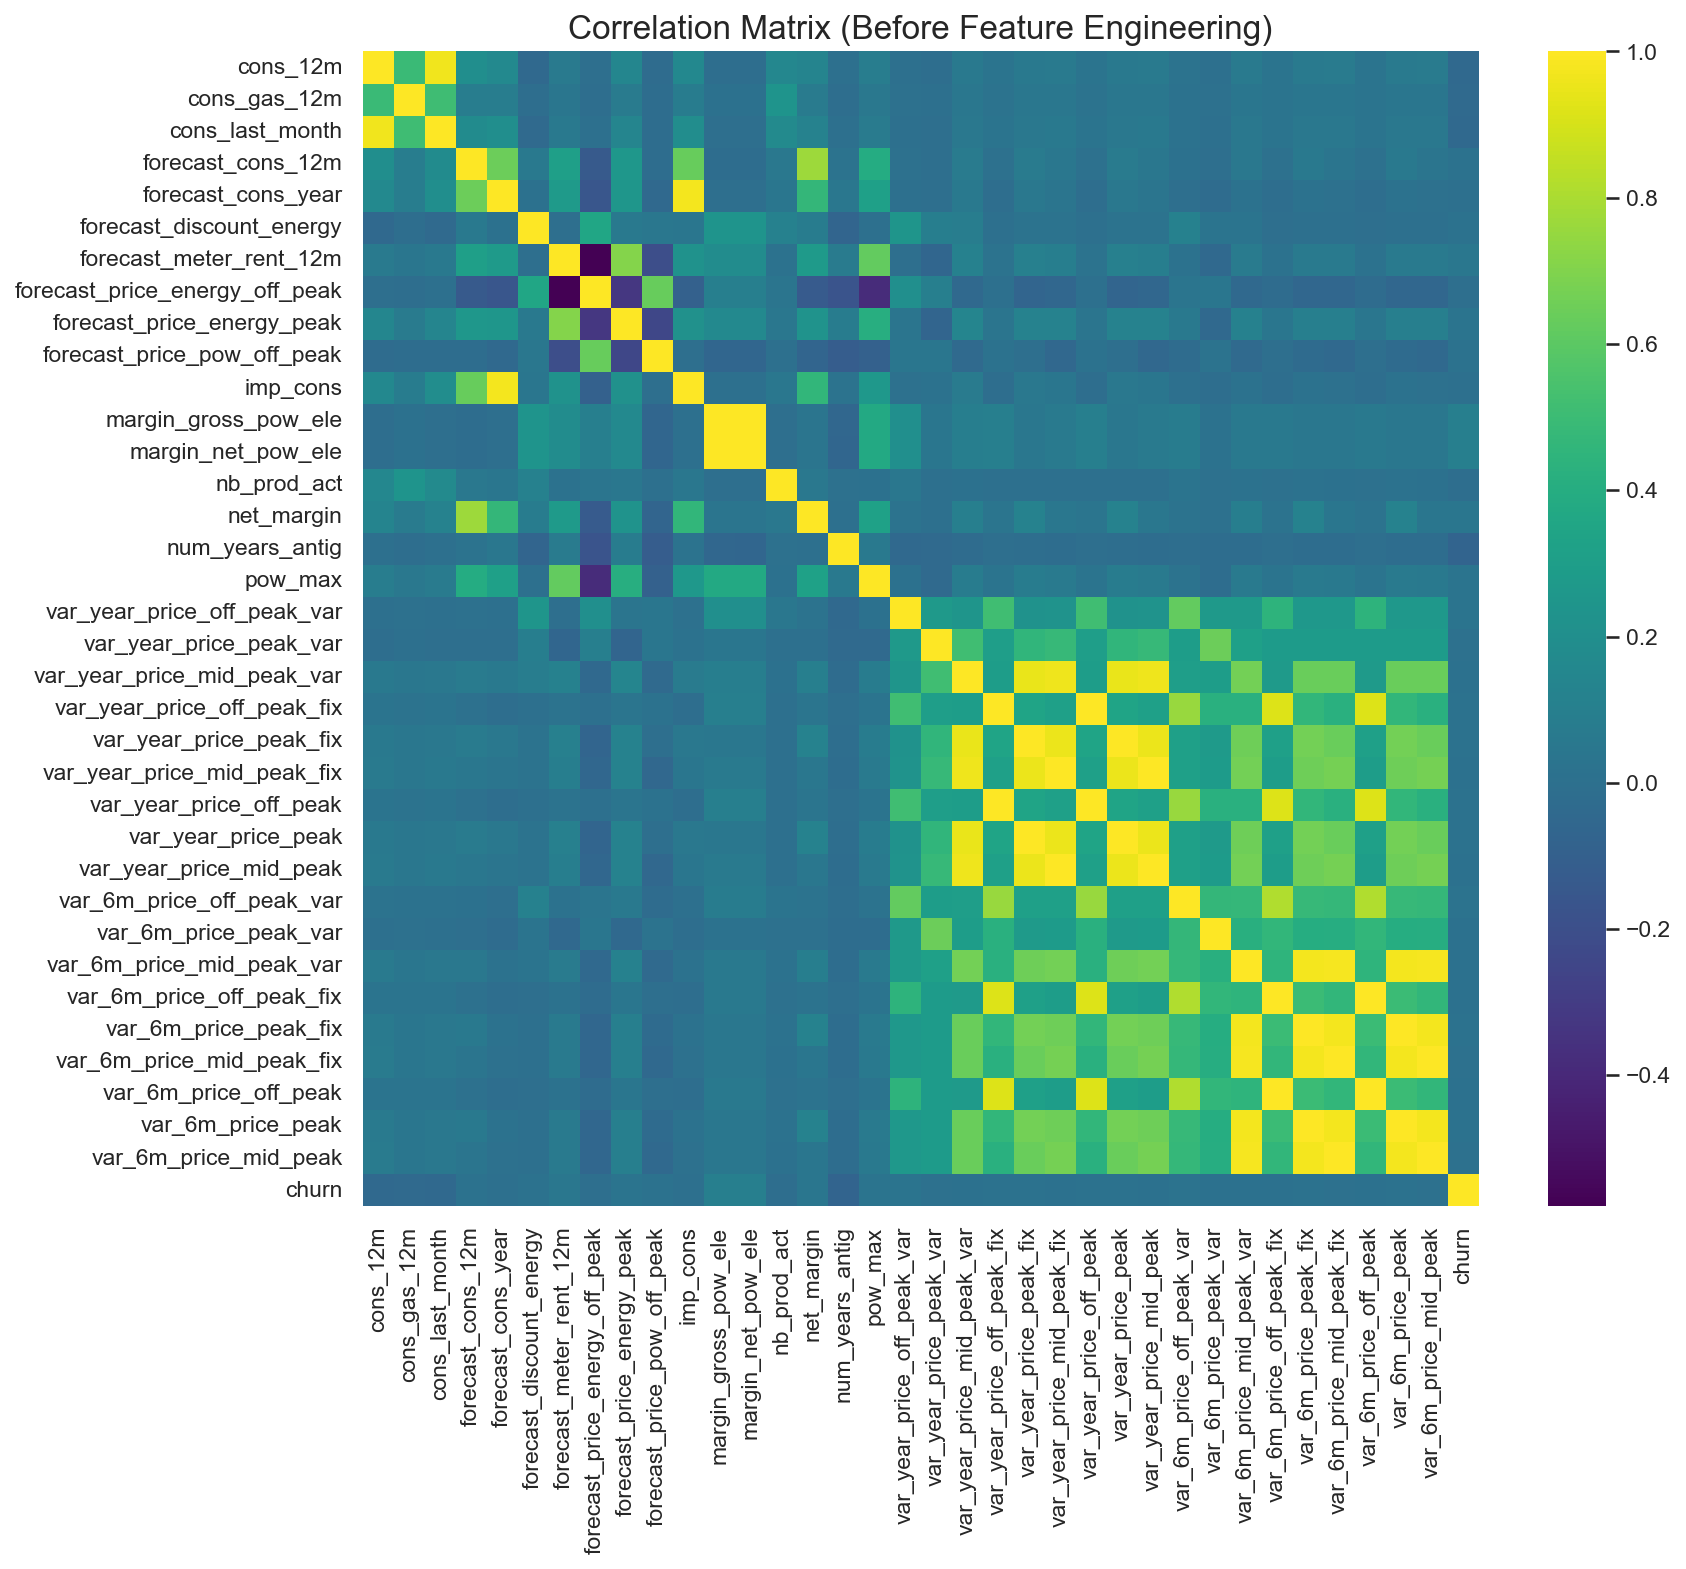 Correlation Matrix (Before Feature Engineering)
cons_12m
cons_gas_12m
cons_last_month
forecast_cons_12m
forecast_cons_year
forecast_discount_energy
forecast_meter_rent_12m
forecast_price_energy_off_peak
forecast_price_energy_peak
forecast_price_pow_off_peak
imp_cons
margin_gross_pow_ele
margin_net_pow_ele
nb_prod_act
net_margin
num_years_antig
pow_max
var_year_price_off_peak_var
var_year_price_peak_var
var_year_price_mid_peak_var
var_year_price_off_peak_fix
var_year_price_peak_fix
var_year_price_mid_peak_fix
var_year_price_off_peak
var_year_price_peak
var_year_price_mid_peak
var_6m_price_off_peak_var
var_6m_price_peak_var
var_6m_price_mid_peak_var
var_6m_price_off_peak_fix
var_6m_price_peak_fix
var_6m_price_mid_peak_fix
var_6m_price_off_peak
var_6m_price_peak
var_6m_price_mid_peak
churn
cons_12m
cons_gas_12m
cons_last_month
forecast_cons_12m
forecast_cons_year
forecast_discount_energy
forecast_meter_rent_12m
forecast_price_energy_off_peak
forecast_price_energy_peak
forecast_price_pow_off_peak
imp_cons
margin_gross_pow_ele
margin_net_pow_ele
nb_prod_act
net_margin
num_years_antig
pow_max
var_year_price_off_peak_var
var_year_price_peak_var
var_year_price_mid_peak_var
var_year_price_off_peak_fix
var_year_price_peak_fix
var_year_price_mid_peak_fix
var_year_price_off_peak
var_year_price_peak
var_year_price_mid_peak
var_6m_price_off_peak_var
var_6m_price_peak_var
var_6m_price_mid_peak_var
var_6m_price_off_peak_fix
var_6m_price_peak_fix
var_6m_price_mid_peak_fix
var_6m_price_off_peak
var_6m_price_peak
var_6m_price_mid_peak
churn
1.0
0.8
0.6
0.4
0.2
0.0
−0.2
−0.4